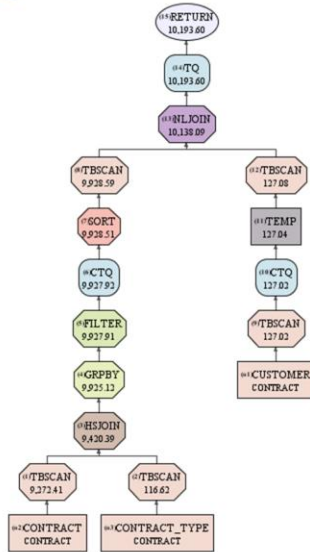 (15)RETURN
10,193.60
(14)TQ
10,193.60
(13)NLJOIN
10,138.09
(8)TBSCAN
9,928.59
(12)TBSCAN
127.08
(7)SORT
9,928.51
(11)TEMP
127.04
(6)CTQ
9,927.92
(10)CTQ
127.02
(5)FILTER
9,927.91
(9)TBSCAN
127.02
(4)GRPBY
9,925.12
(o1)CUSTOMER
CONTRACT
(3)HSJOIN
9,420.39
(1)TBSCAN
9,272.41
(2)TBSCAN
116.62
(o2)CONTRACT
CONTRACT
(o3)CONTRACT_TYPE
CONTRACT